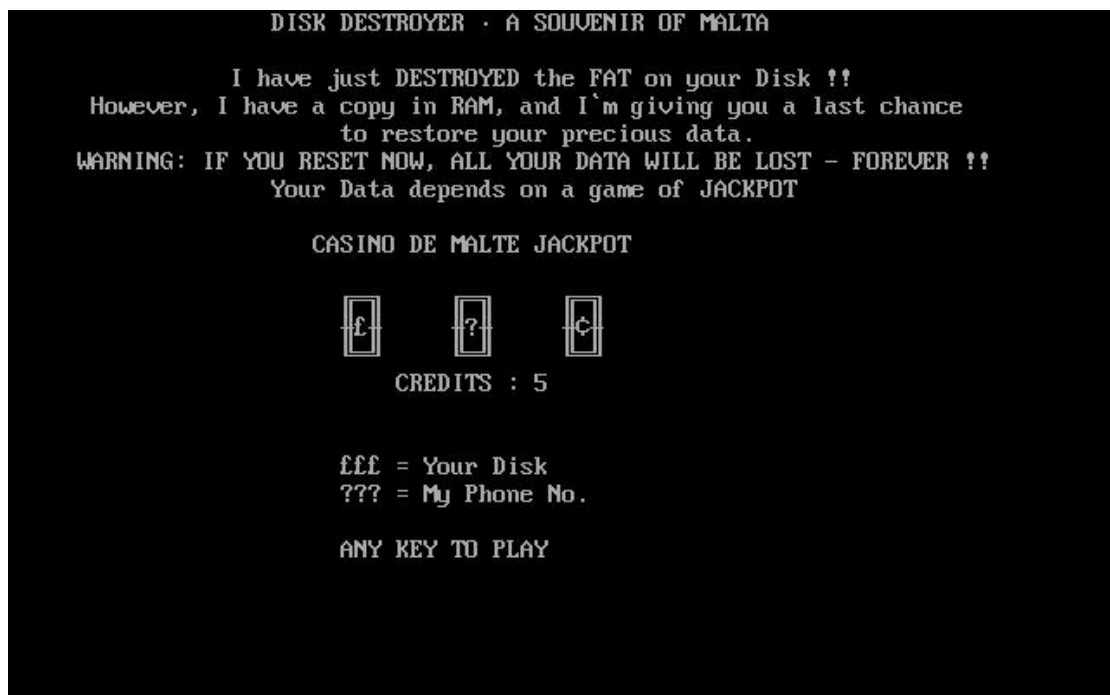 DISK DESTROYER · A SOUVENIR OF MALTA
I have just DESTROYED the FAT on your Disk !!
However, I have a copy in RAM, and I`m giving you a last chance
to restore your precious data.
WARNING: IF YOU RESET NOW, ALL YOUR DATA WILL BE LOST - FOREVER !!
Your Data depends on a game of JACKPOT
CASINO DE MALTE JACKPOT
£ ? ¢
CREDITS : 5
£££ = Your Disk
??? = My Phone No.
ANY KEY TO PLAY